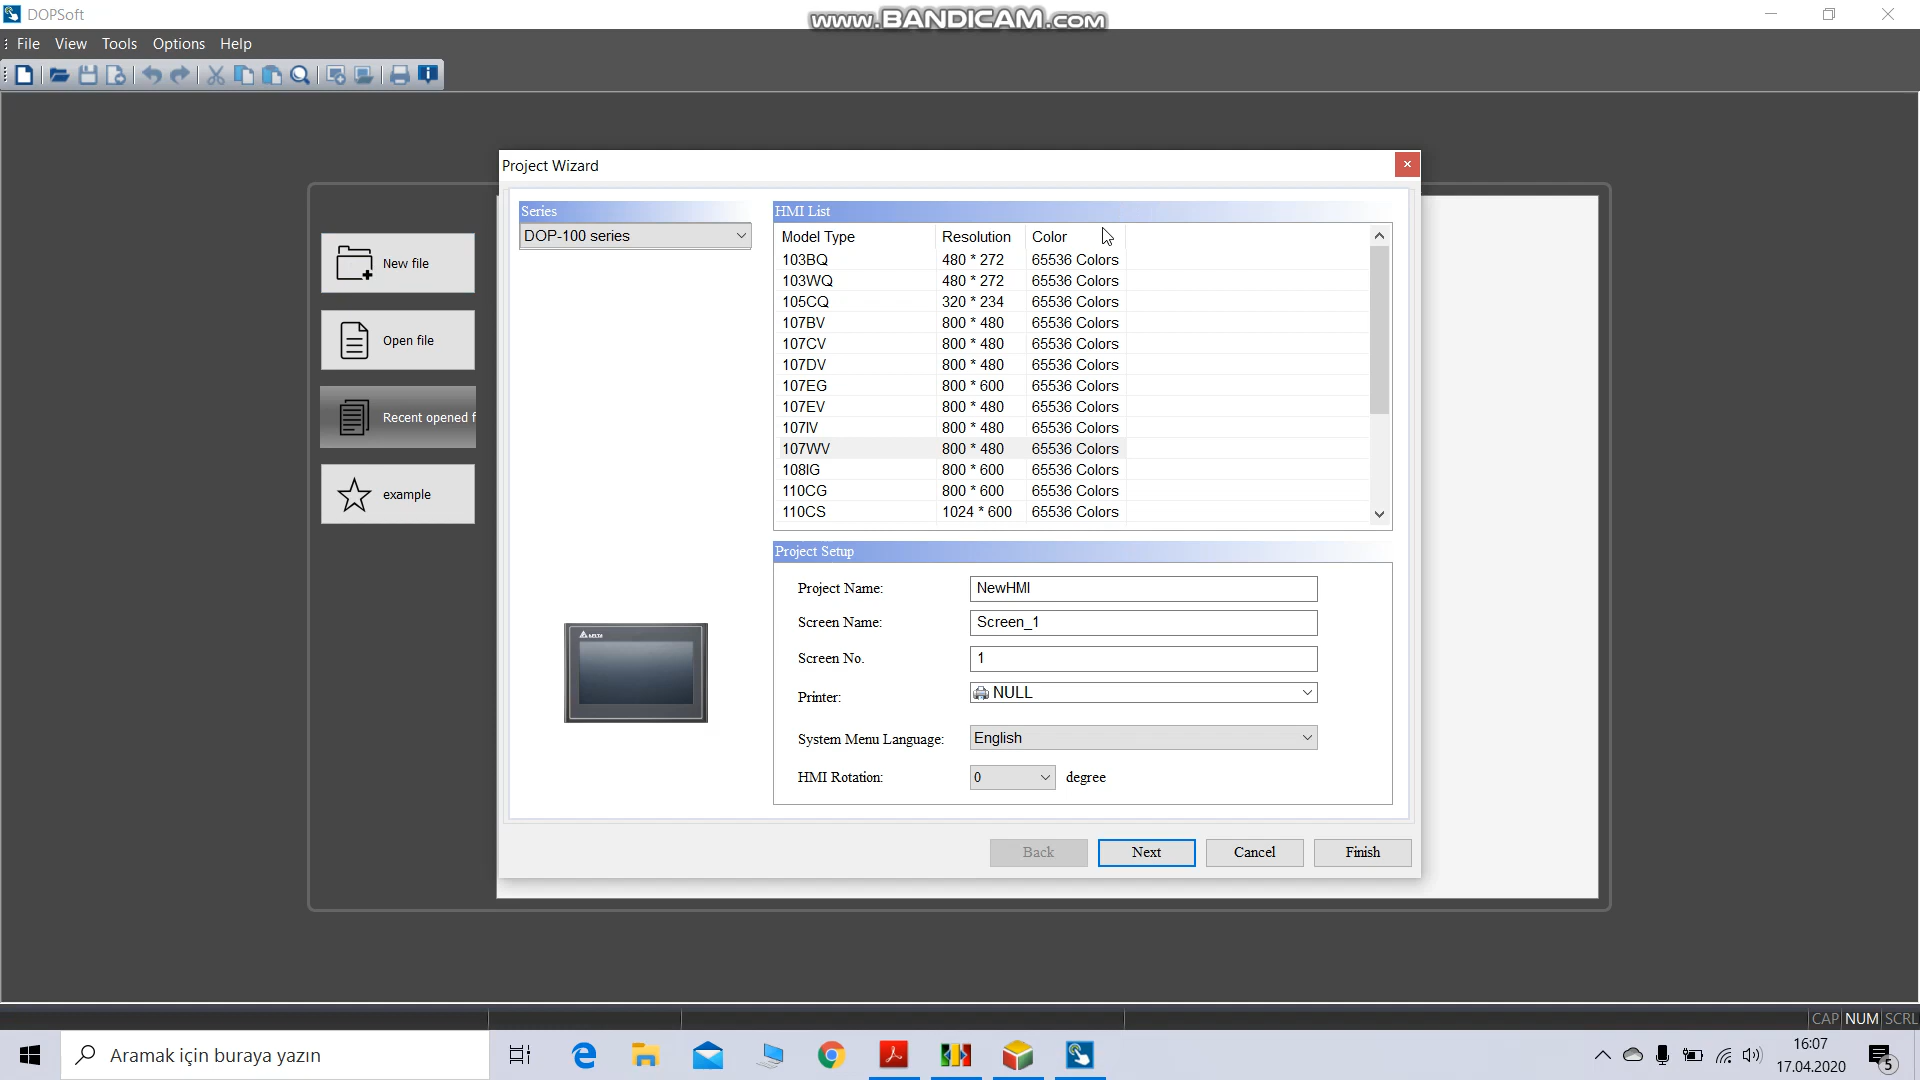 DOPSoft
www.BANDICAM.com
File View Tools Options Help
Project Wizard
Series
DOP-100 series
HMI List
Model Type Resolution Color
103BQ 480 * 272 65536 Colors
103WQ 480 * 272 65536 Colors
105CQ 320 * 234 65536 Colors
107BV 800 * 480 65536 Colors
107CV 800 * 480 65536 Colors
107DV 800 * 480 65536 Colors
107EG 800 * 600 65536 Colors
107EV 800 * 480 65536 Colors
107IV 800 * 480 65536 Colors
107WV 800 * 480 65536 Colors
108IG 800 * 600 65536 Colors
110CG 800 * 600 65536 Colors
110CS 1024 * 600 65536 Colors
New file
Open file
Recent opened f
example
DELTA
Project Setup
Project Name: NewHMI
Screen Name: Screen_1
Screen No. 1
Printer: NULL
System Menu Language: English
HMI Rotation: 0 degree
Back Next Cancel Finish
CAP NUM SCRL
Aramak için buraya yazın
16:07
17.04.2020
5